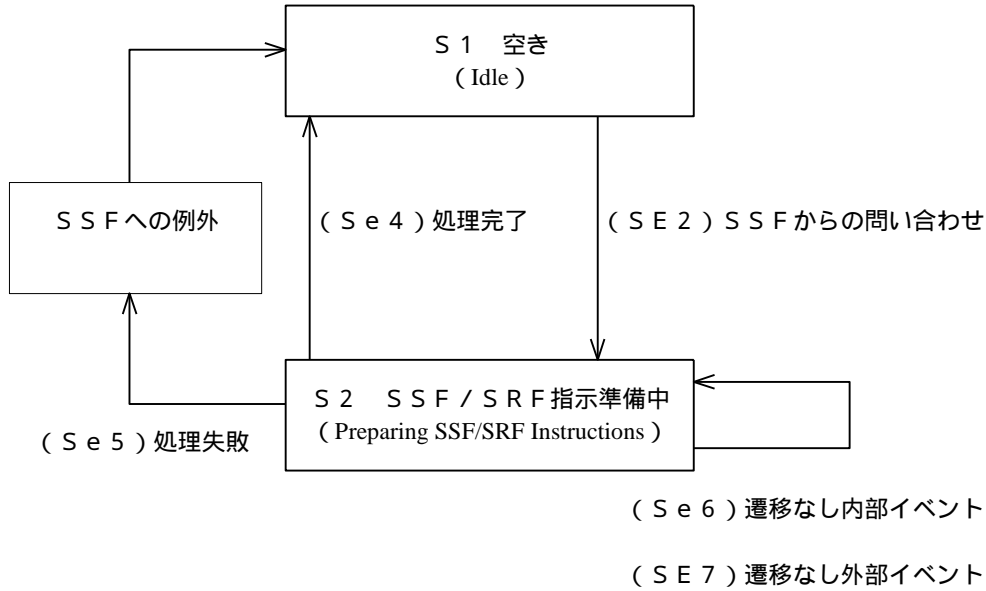 Ｓ１　空き
（Idle）
ＳＳＦへの例外
（Ｓｅ４）処理完了
（ＳＥ２）ＳＳＦからの問い合わせ
Ｓ２　ＳＳＦ／ＳＲＦ指示準備中
（Preparing SSF/SRF Instructions）
（Ｓｅ５）処理失敗
（Ｓｅ６）遷移なし内部イベント
（ＳＥ７）遷移なし外部イベント